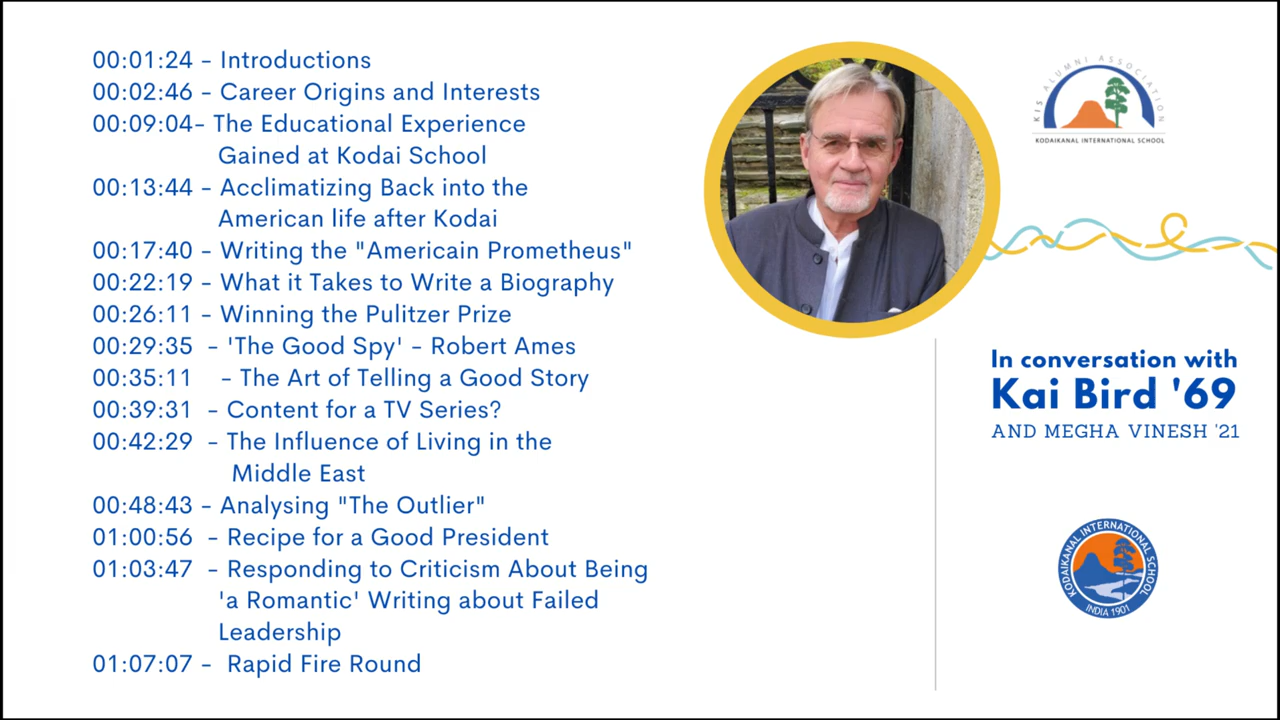 00:01:24 - Introductions
00:02:46 - Career Origins and Interests
00:09:04- The Educational Experience
Gained at Kodai School
00:13:44 - Acclimatizing Back into the
American life after Kodai
00:17:40 - Writing the "Americain Prometheus"
00:22:19 - What it Takes to Write a Biography
00:26:11 - Winning the Pulitzer Prize
00:29:35 - 'The Good Spy' - Robert Ames
00:35:11 - The Art of Telling a Good Story
00:39:31 - Content for a TV Series?
00:42:29 - The Influence of Living in the
Middle East
00:48:43 - Analysing "The Outlier"
01:00:56 - Recipe for a Good President
01:03:47 - Responding to Criticism About Being
'a Romantic' Writing about Failed
Leadership
01:07:07 - Rapid Fire Round
KIS ALUMNI ASSOCIATION
KODAIKANAL INTERNATIONAL SCHOOL
In conversation with
Kai Bird '69
AND MEGHA VINESH '21
KODAIKANAL INTERNATIONAL SCHOOL
INDIA 1901